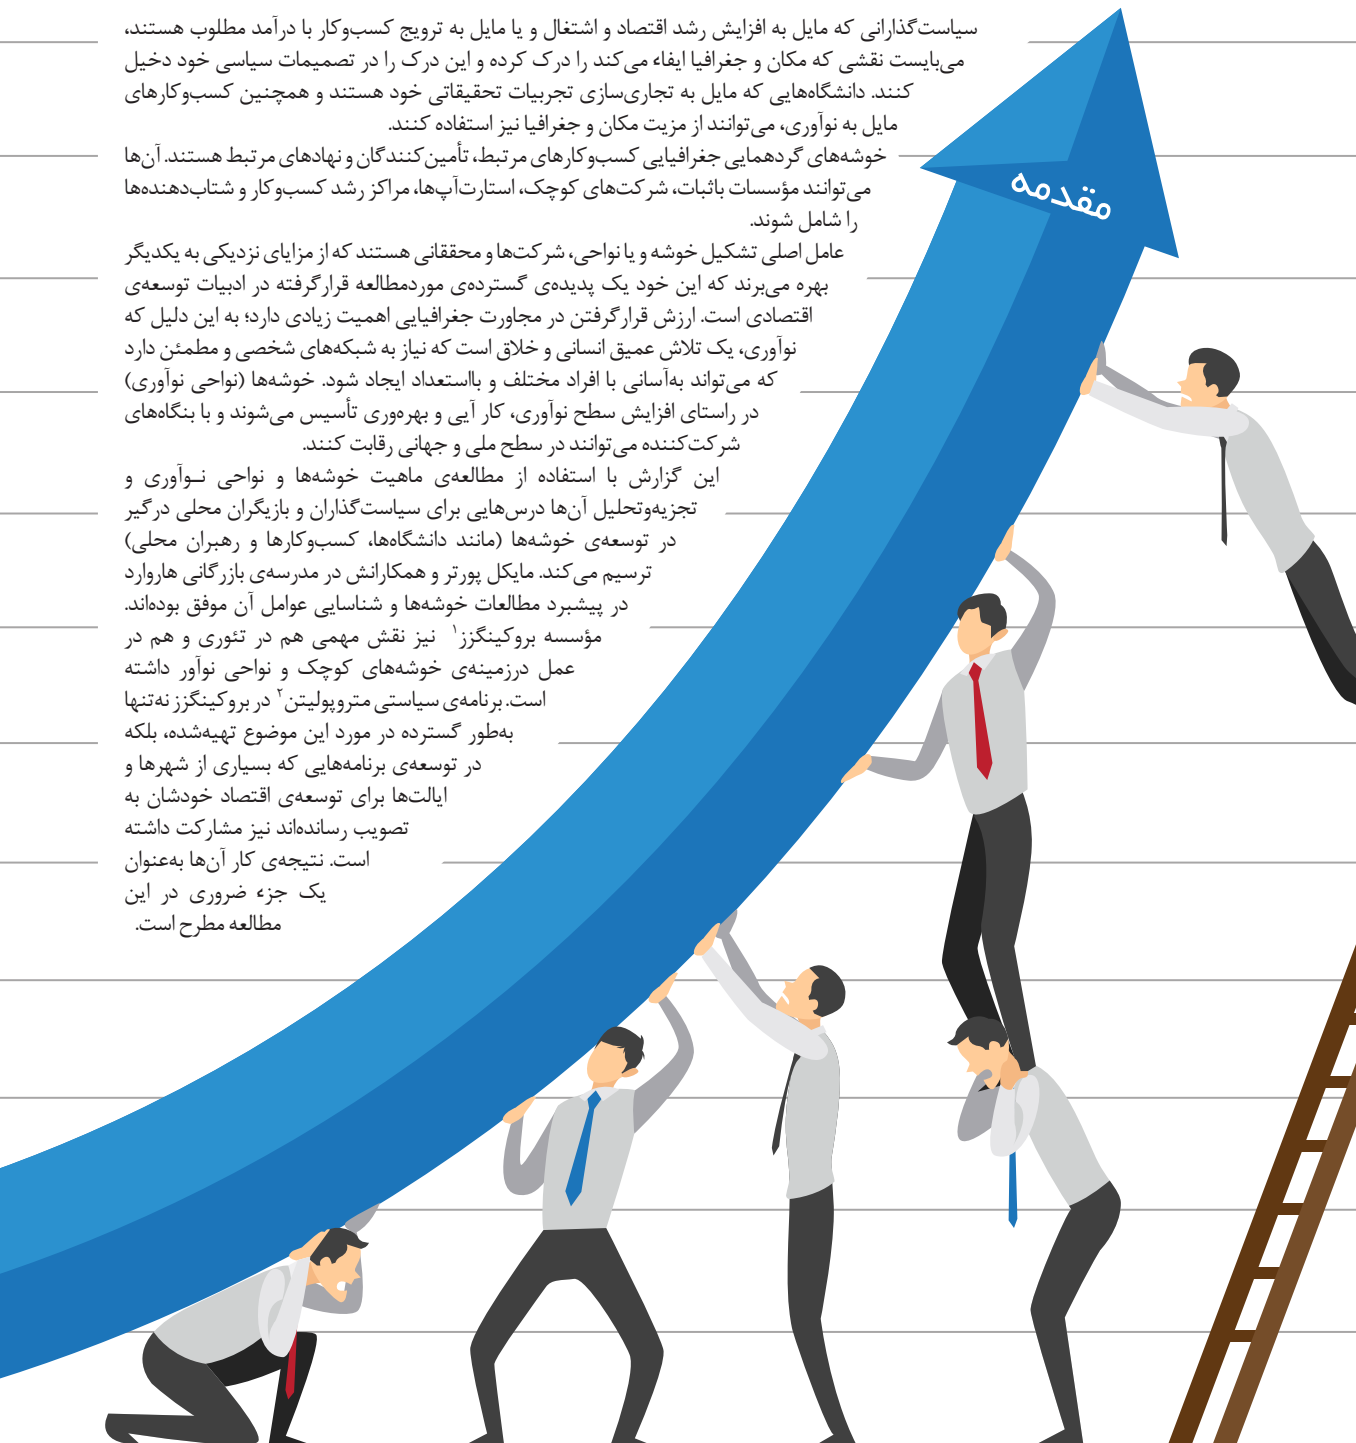 مقدمه
سیاست‌گذارانی که مایل به افزایش رشد اقتصاد و اشتغال و یا مایل به ترویج کسب‌وکار با درآمد مطلوب هستند،
می‌بایست نقشی که مکان و جغرافیا ایفاء می‌کند را درک کرده و این درک را در تصمیمات سیاسی خود دخیل
کنند. دانشگاه‌هایی که مایل به تجاری‌سازی تجربیات تحقیقاتی خود هستند و همچنین کسب‌وکارهای
مایل به نوآوری، می‌توانند از مزیت مکان و جغرافیا نیز استفاده کنند.
خوشه‌های گردهمایی جغرافیایی کسب‌وکارهای مرتبط، تأمین‌کنندگان و نهادهای مرتبط هستند. آن‌ها
می‌توانند مؤسسات باثبات، شرکت‌های کوچک، استارت‌آپ‌ها، مراکز رشد کسب‌وکار و شتاب‌دهنده‌ها
را شامل شوند.
عامل اصلی تشکیل خوشه و یا نواحی، شرکت‌ها و محققانی هستند که از مزایای نزدیکی به یکدیگر
بهره می‌برند که این خود یک پدیده‌ی گسترده‌ی موردمطالعه قرارگرفته در ادبیات توسعه‌ی
اقتصادی است. ارزش قرارگرفتن در مجاورت جغرافیایی اهمیت زیادی دارد؛ به این دلیل که
نوآوری، یک تلاش عمیق انسانی و خلاق است که نیاز به شبکه‌های شخصی و مطمئن دارد
که می‌تواند به‌آسانی با افراد مختلف و بااستعداد ایجاد شود. خوشه‌ها (نواحی نوآوری)
در راستای افزایش سطح نوآوری، کار آیی و بهره‌وری تأسیس می‌شوند و با بنگاه‌های
شرکت‌کننده می‌توانند در سطح ملی و جهانی رقابت کنند.
این گزارش با استفاده از مطالعه‌ی ماهیت خوشه‌ها و نواحی نـوآوری و
تجزیه‌وتحلیل آن‌ها درس‌هایی برای سیاست‌گذاران و بازیگران محلی درگیر
در توسعه‌ی خوشه‌ها (مانند دانشگاه‌ها، کسب‌وکارها و رهبران محلی)
ترسیم می‌کند. مایکل پورتر و همکارانش در مدرسه‌ی بازرگانی هاروارد
در پیشبرد مطالعات خوشه‌ها و شناسایی عوامل آن موفق بوده‌اند.
مؤسسه بروکینگزز۱ نیز نقش مهمی هم در تئوری و هم در
عمل درزمینه‌ی خوشه‌های کوچک و نواحی نوآور داشته
است. برنامه‌ی سیاستی متروپولیتن۲ در بروکینگزز نه‌تنها
به‌طور گسترده در مورد این موضوع تهیه‌شده، بلکه
در توسعه‌ی برنامه‌هایی که بسیاری از شهرها و
ایالت‌ها برای توسعه‌ی اقتصاد خودشان به
تصویب رسانده‌اند نیز مشارکت داشته
است. نتیجه‌ی کار آن‌ها به‌عنوان
یک جزء ضروری در این
مطالعه مطرح است.